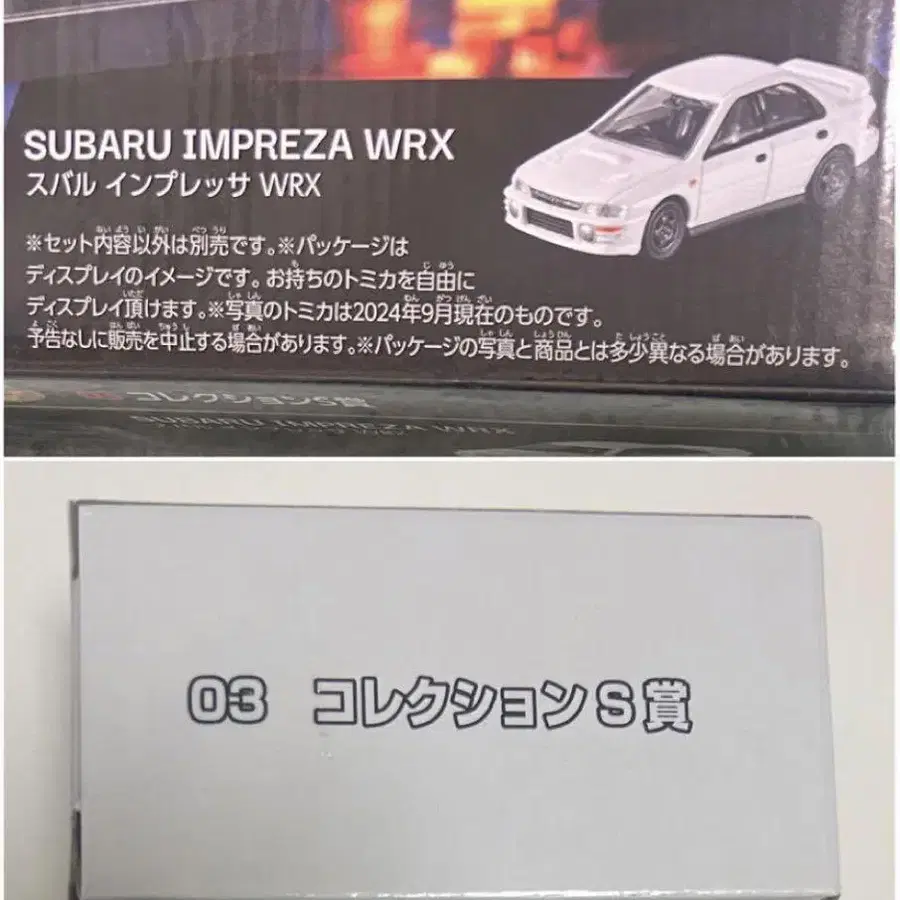 SUBARU IMPREZA WRX
スバル インプレッサ WRX
※セット内容以外は別売です。※パッケージは
ディスプレイのイメージです。お持ちのトミカを自由に
ディスプレイ頂けます。※写真のトミカは2024年9月現在のものです。
予告なしに販売を中止する場合があります。※パッケージの写真と商品とは多少異なる場合があります。
03 コレクションS賞
SUBARU IMPREZA WRX
03 コレクションS賞